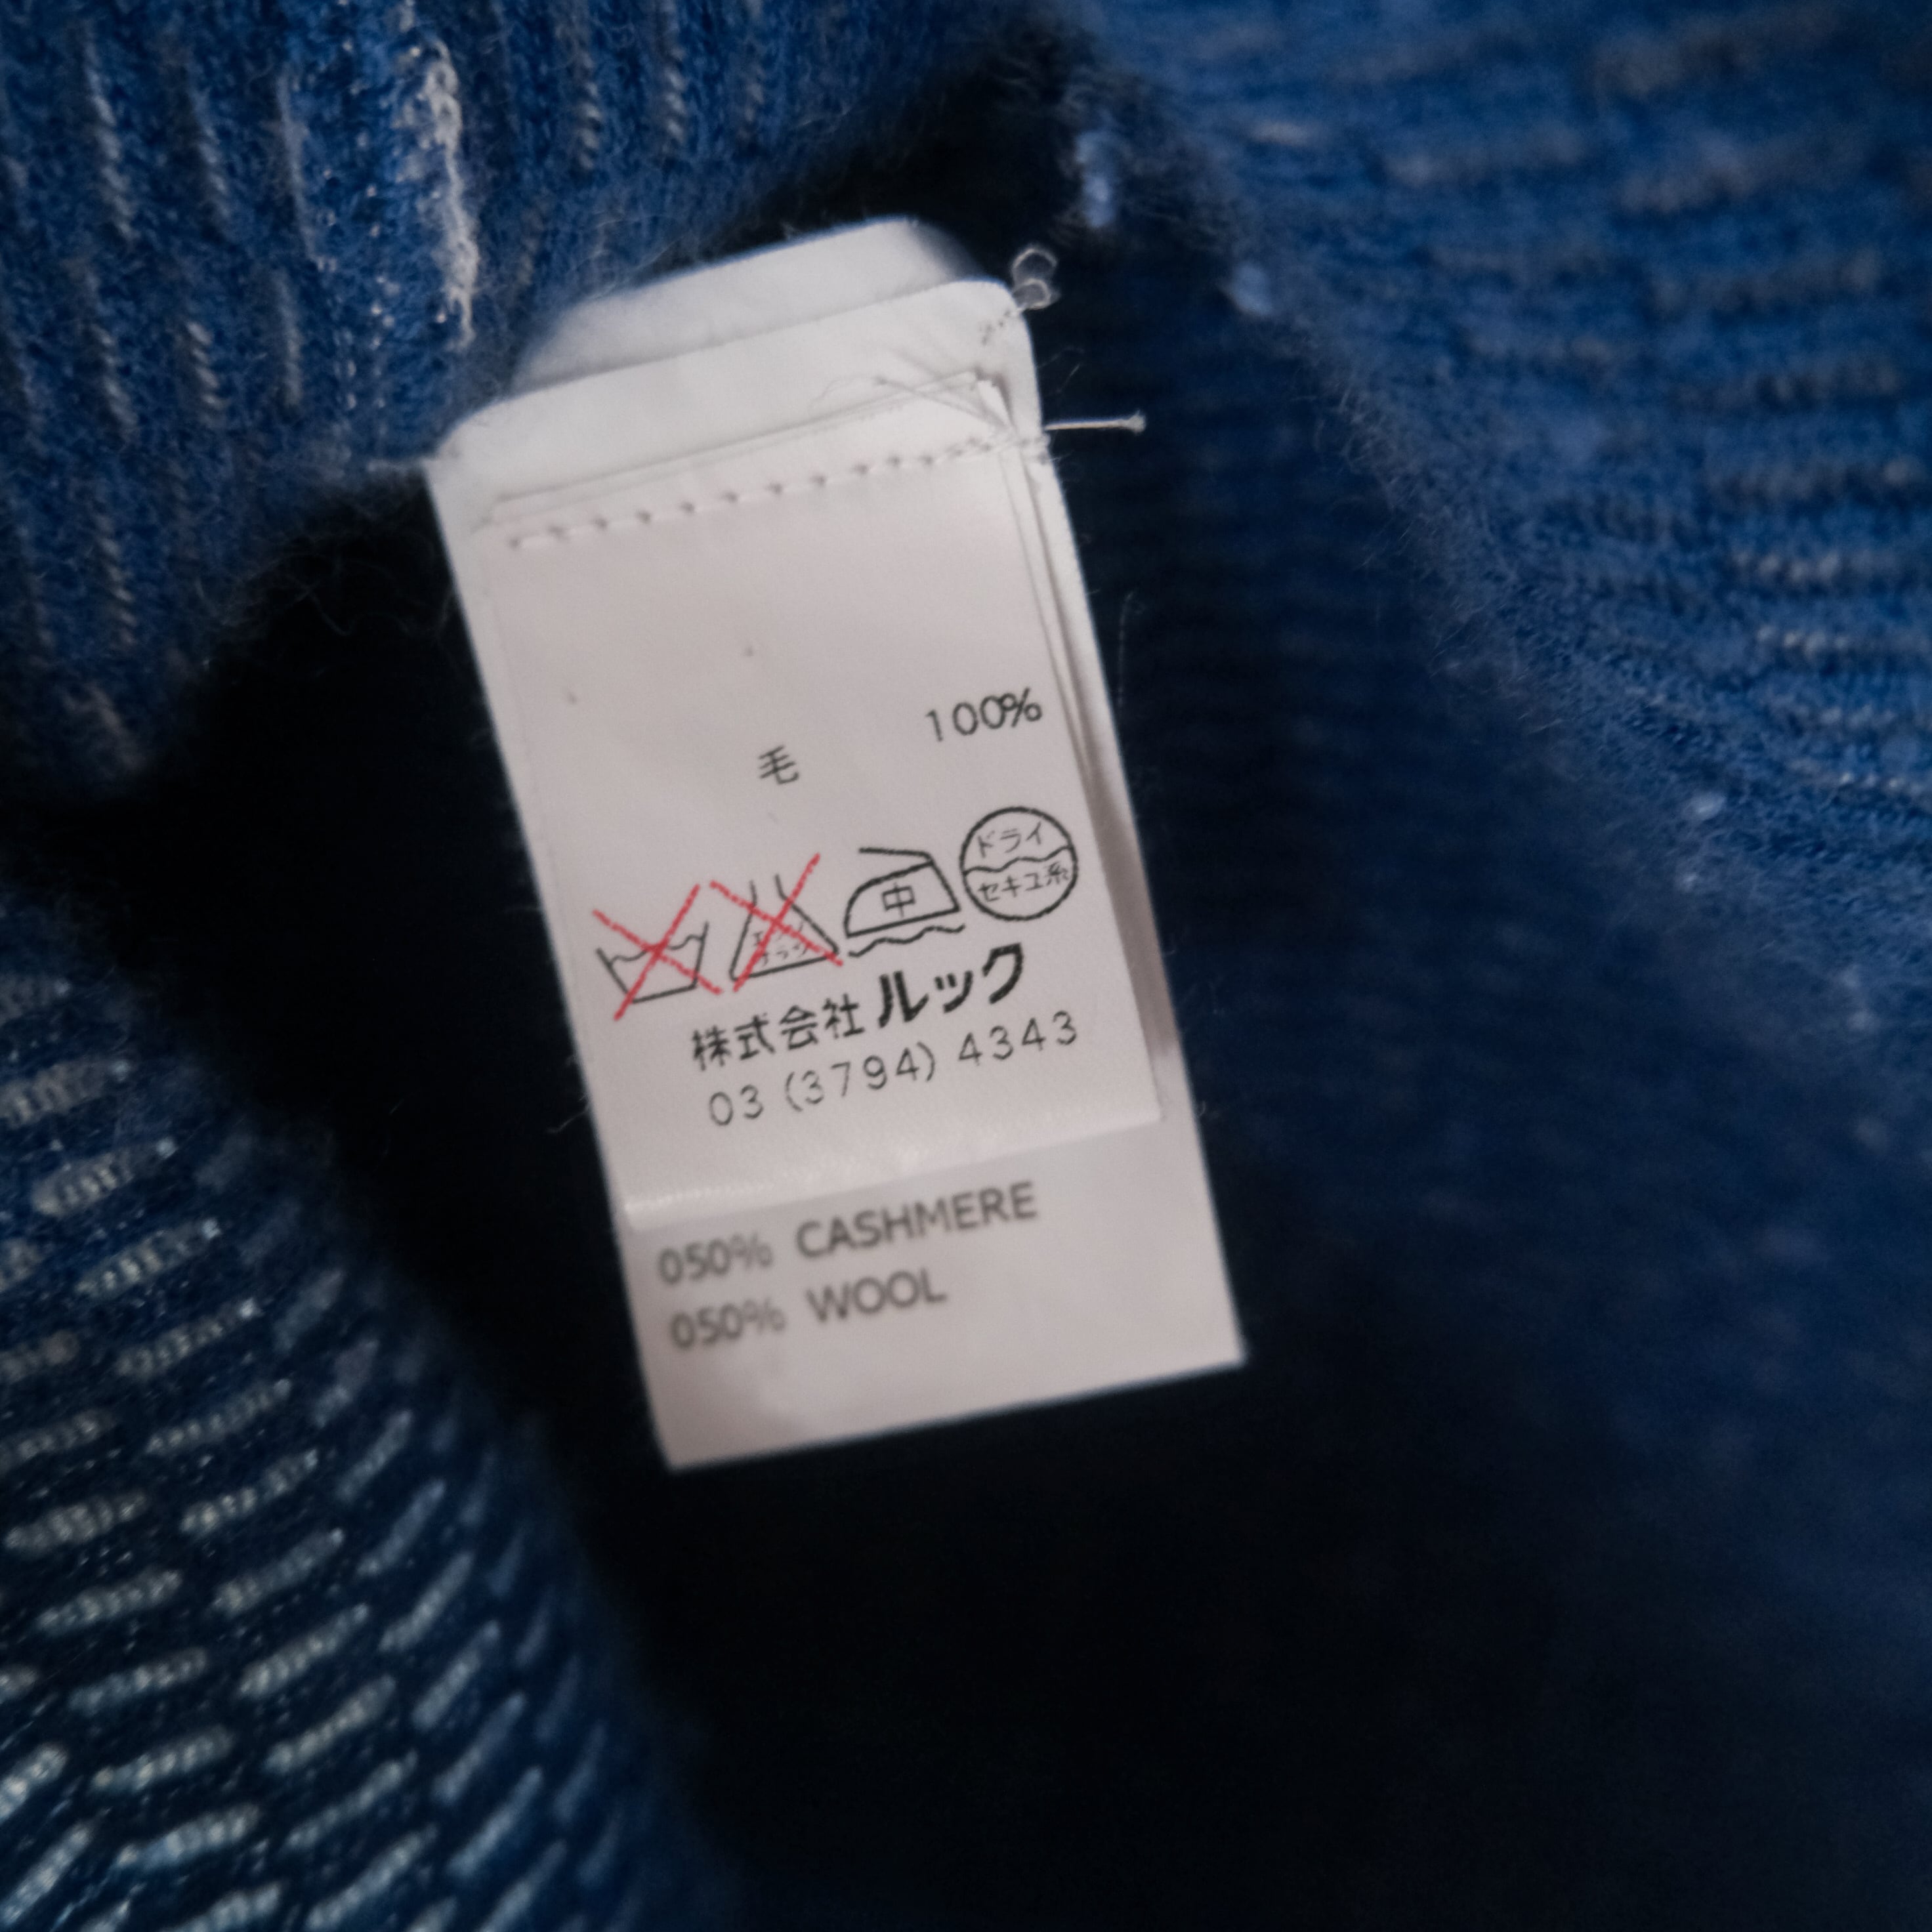 100%
毛
中
ドライ
セキユ系
株式会社 ルック
03 (3794) 4343
050% CASHMERE
050% WOOL